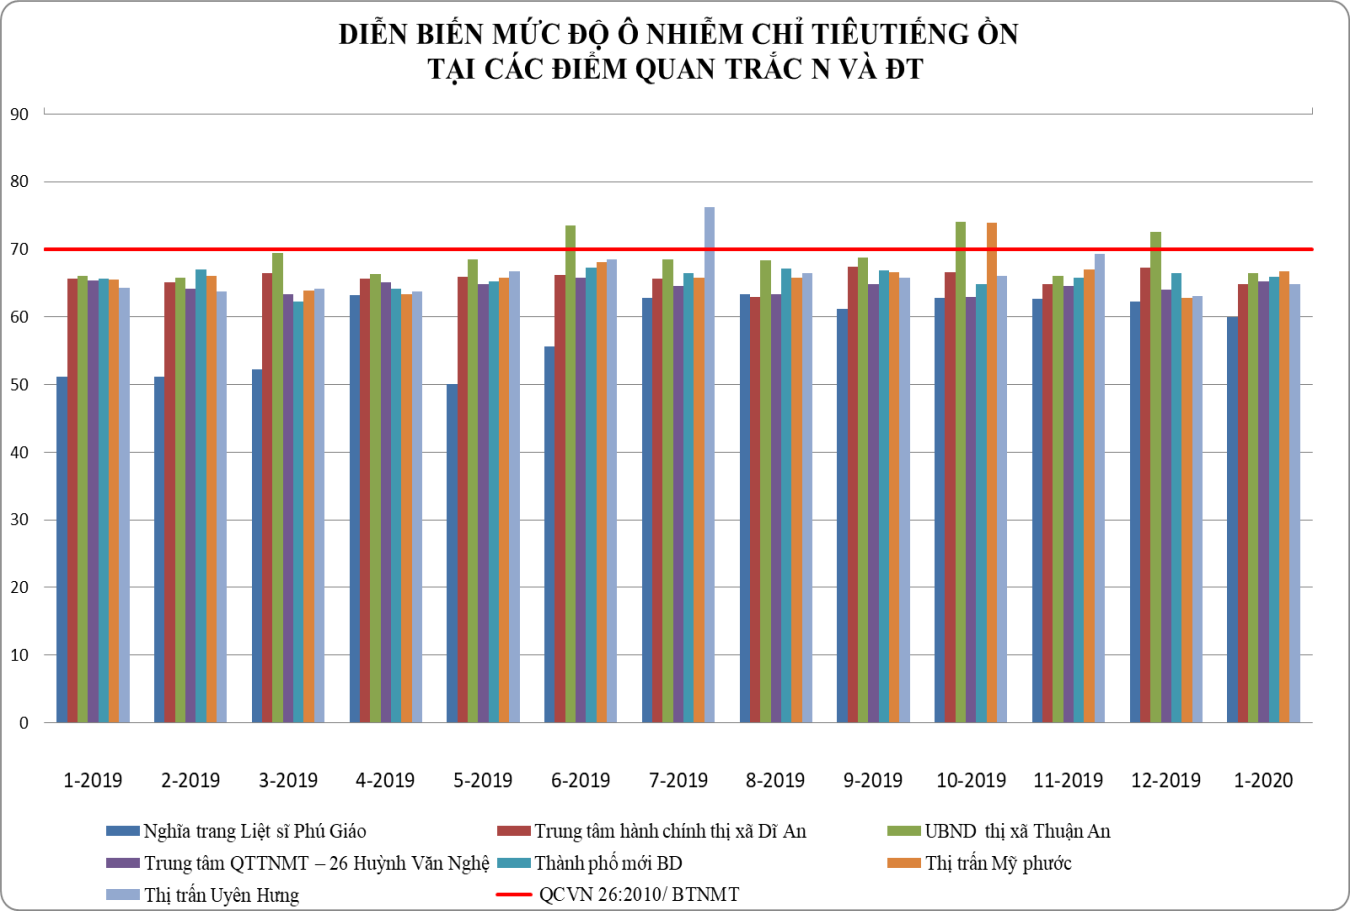 DIỄN BIẾN MỨC ĐỘ Ô NHIỄM CHỈ TIÊUTIẾNG ỒN
TẠI CÁC ĐIỂM QUAN TRẮC N VÀ ĐT
90
80
70
60
50
40
30
20
10
0
1-2019 2-2019 3-2019 4-2019 5-2019 6-2019 7-2019 8-2019 9-2019 10-2019 11-2019 12-2019 1-2020
Nghĩa trang Liệt sĩ Phú Giáo Trung tâm hành chính thị xã Dĩ An UBND thị xã Thuận An
Trung tâm QTTNMT – 26 Huỳnh Văn Nghệ Thành phố mới BD Thị trấn Mỹ phước
Thị trấn Uyên Hưng QCVN 26:2010/ BTNMT